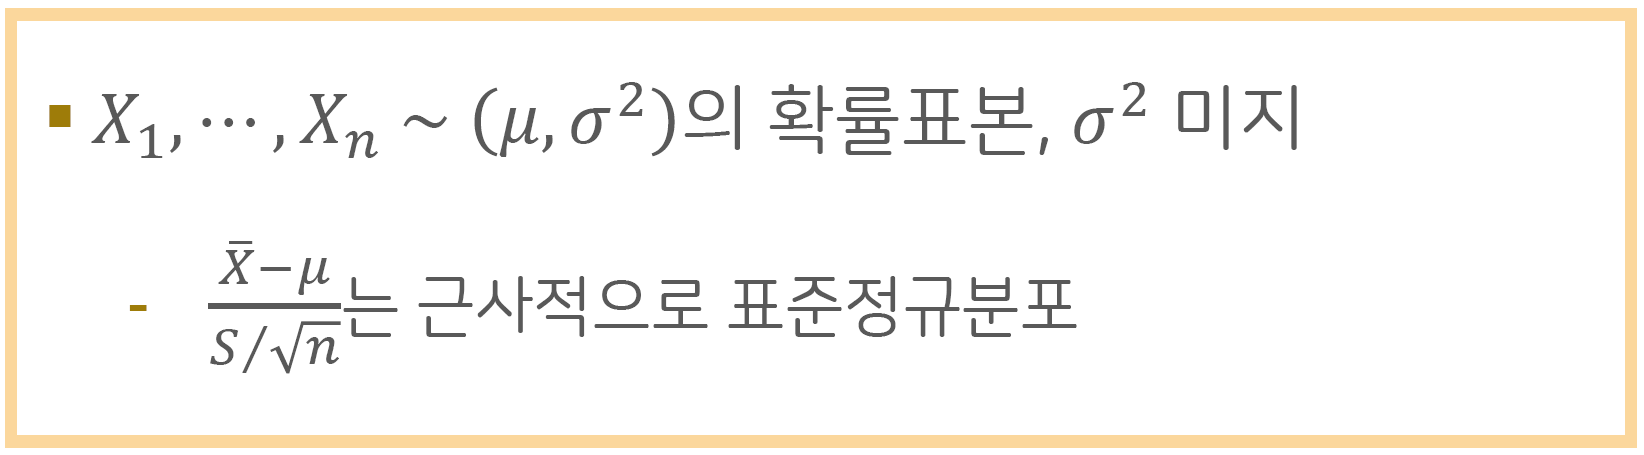 ▪ X₁, ⋯ , Xₙ ~ (μ, σ²)의 확률표본, σ² 미지
- (X̄−μ)/(S/√n)는 근사적으로 표준정규분포